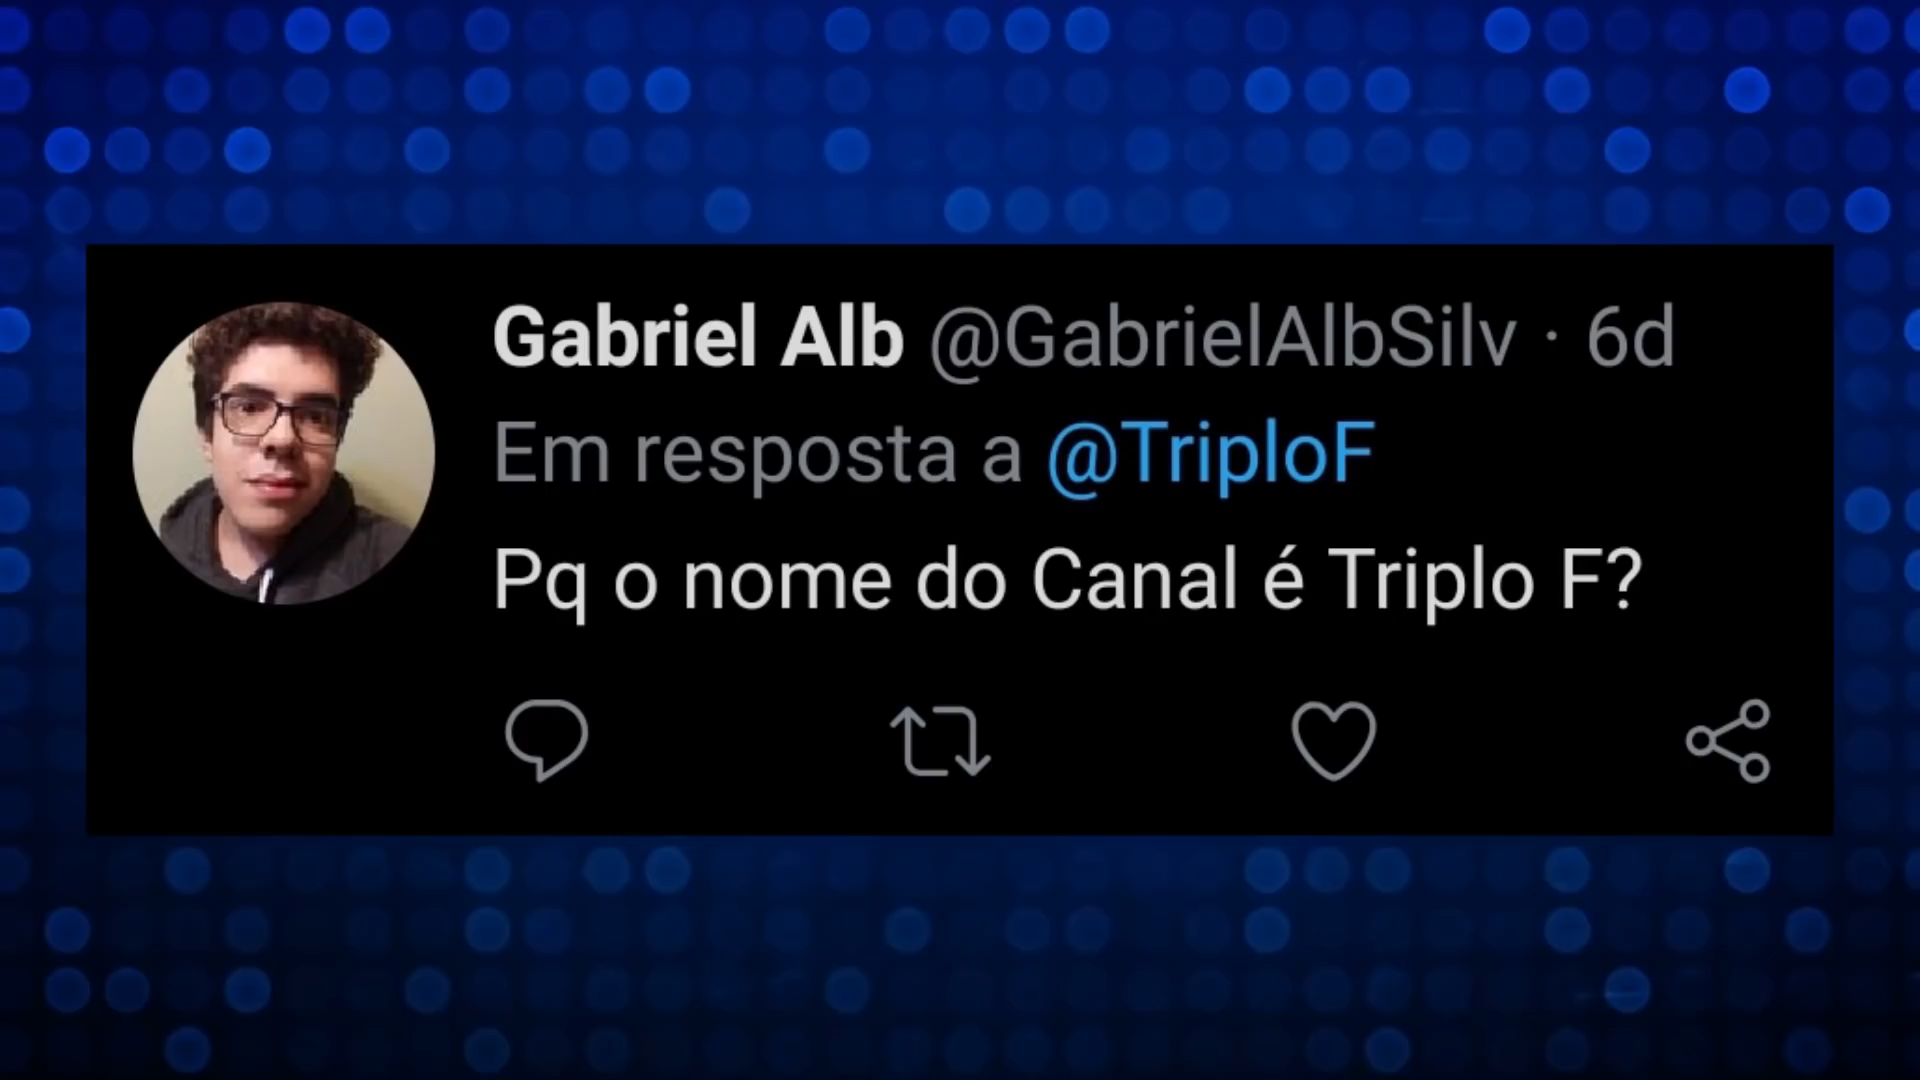 Gabriel Alb @GabrielAlbSilv · 6d
Em resposta a @TriploF
Pq o nome do Canal é Triplo F?